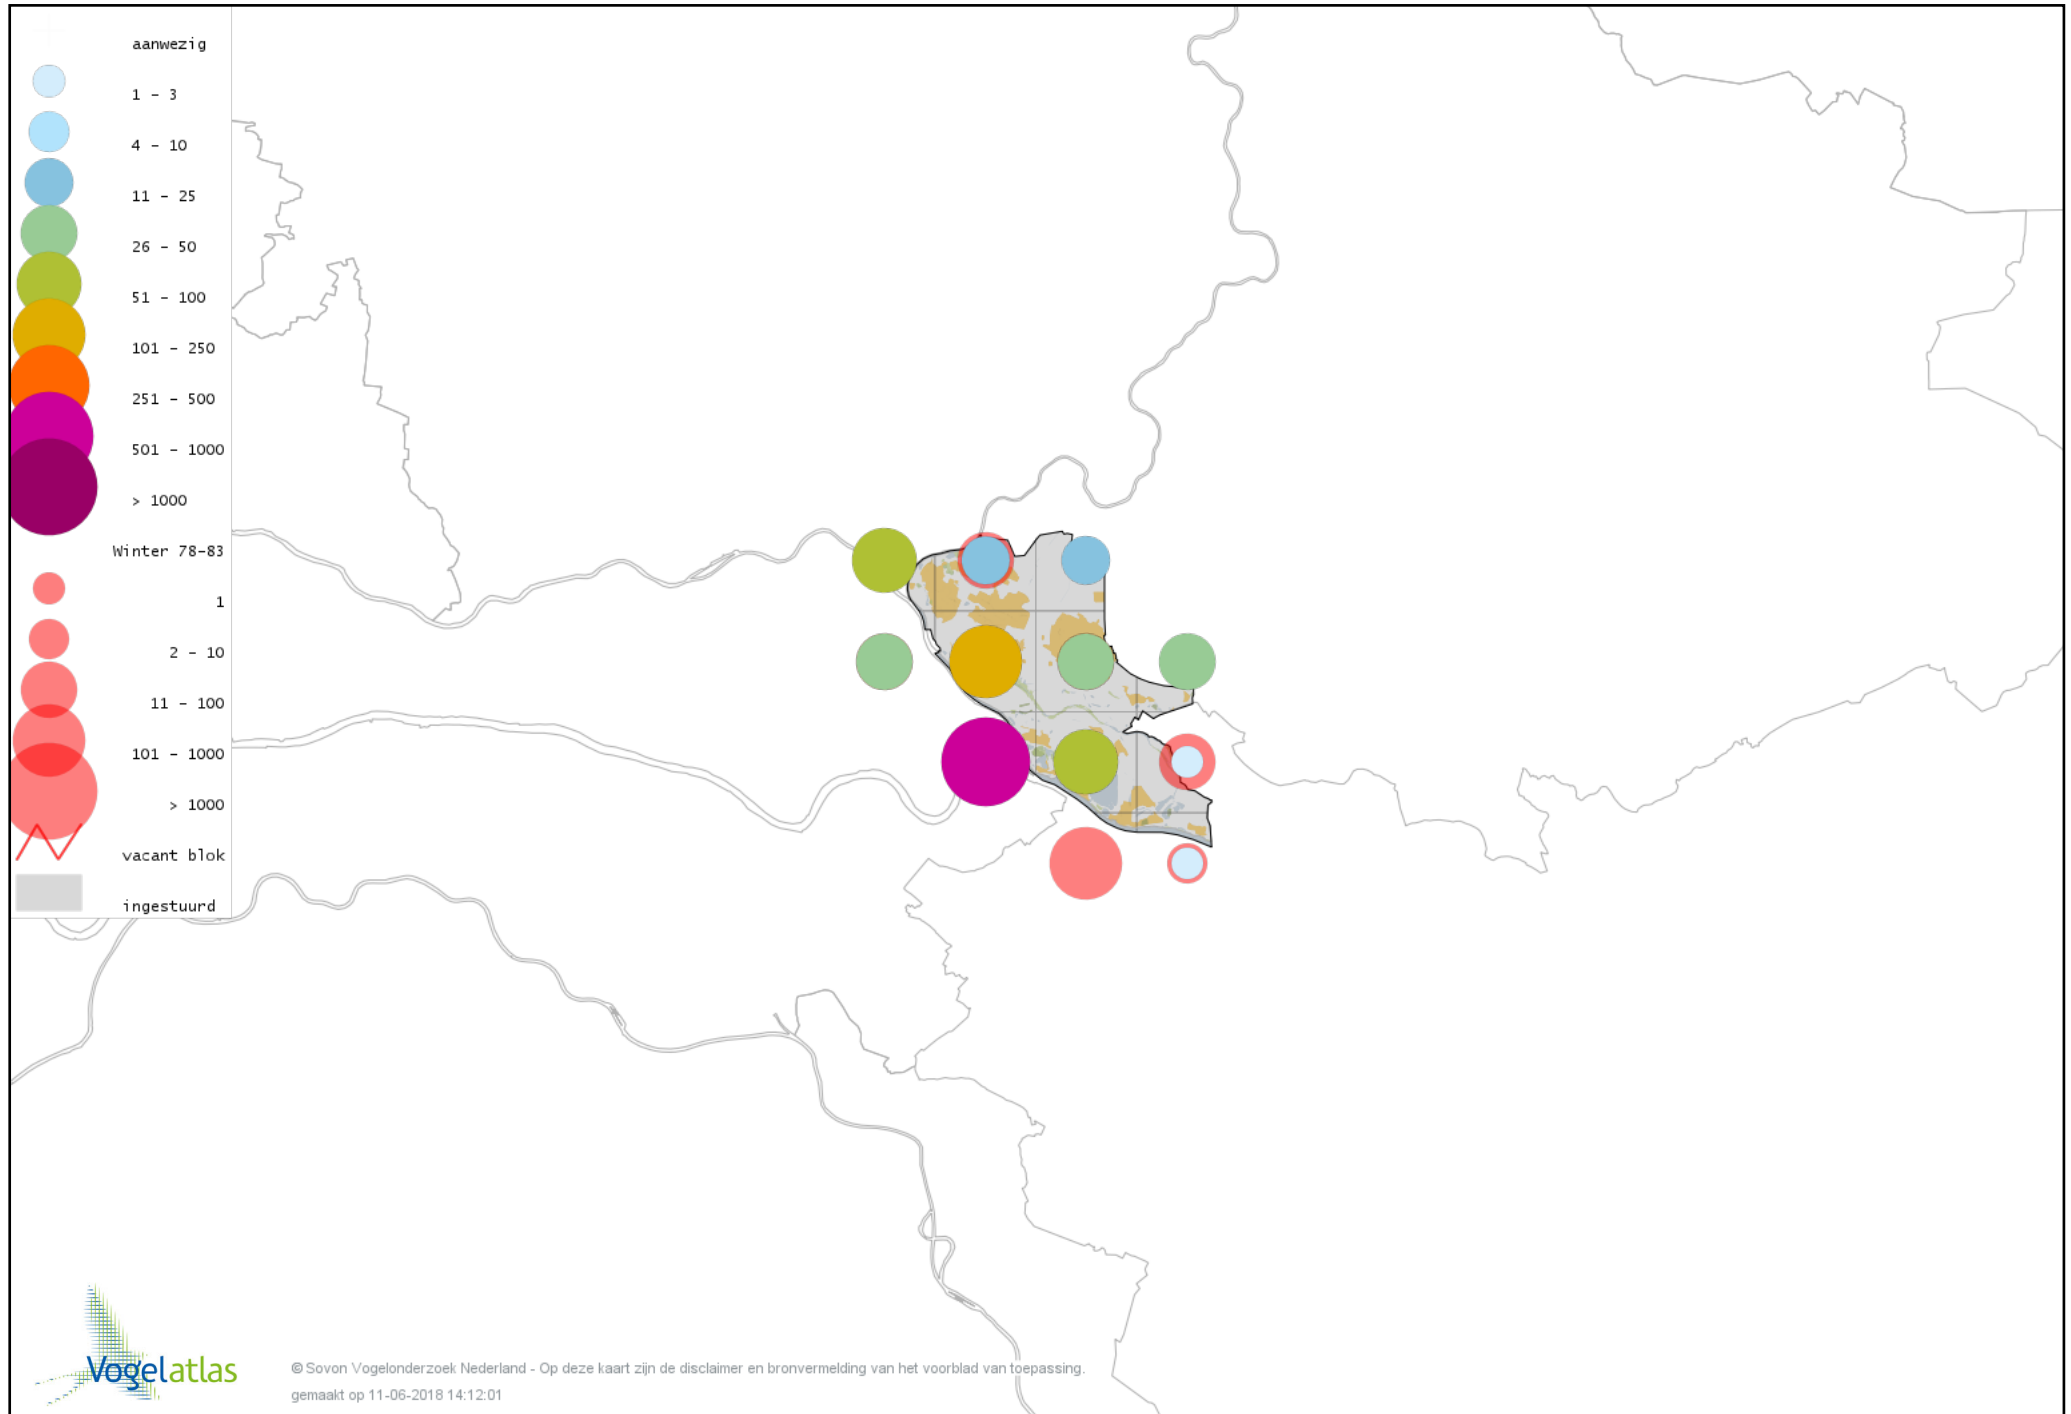 aanwezig
1 - 3
4 - 10
11 - 25
26 - 50
51 - 100
101 - 250
251 - 500
501 - 1000
> 1000
Winter 78-83
1
2 - 10
11 - 100
101 - 1000
> 1000
vacant blok
ingestuurd
Vogelatlas
© Sovon Vogelonderzoek Nederland - Op deze kaart zijn de disclaimer en bronvermelding van het voorblad van toepassing.
gemaakt op 11-06-2018 14:12:01